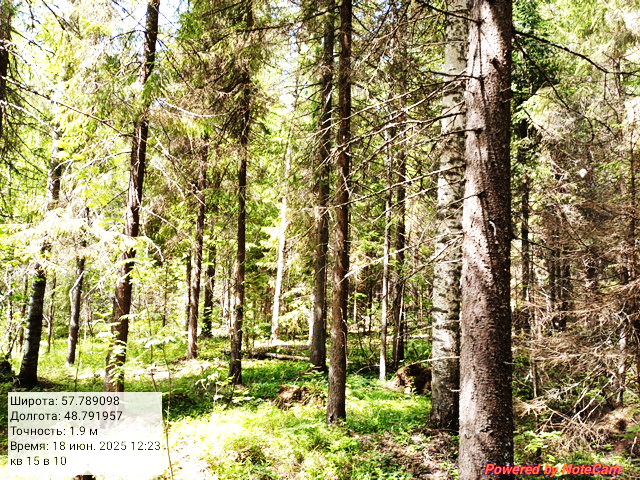 Широта: 57.789098
Долгота: 48.791957
Точность: 1.9 м
Время: 18 июн. 2025 12:23
кв 15 в 10
Powered by NoteCam